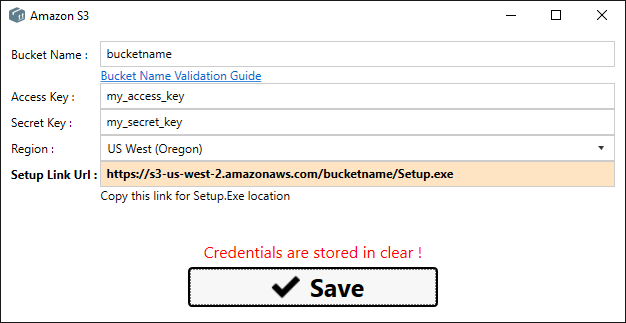 Amazon S3
Bucket Name : bucketname
Bucket Name Validation Guide
Access Key : my_access_key
Secret Key : my_secret_key
Region : US West (Oregon)
Setup Link Url : https://s3-us-west-2.amazonaws.com/bucketname/Setup.exe
Copy this link for Setup.Exe location
Credentials are stored in clear !
Save